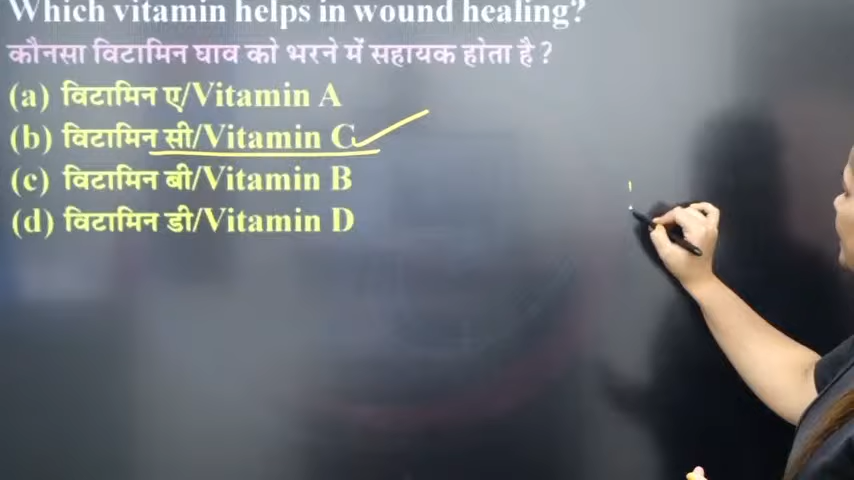 Which vitamin helps in wound healing?
कौनसा विटामिन घाव को भरने में सहायक होता है ?
(a) विटामिन ए/Vitamin A
(b) विटामिन सी/Vitamin C
(c) विटामिन बी/Vitamin B
(d) विटामिन डी/Vitamin D